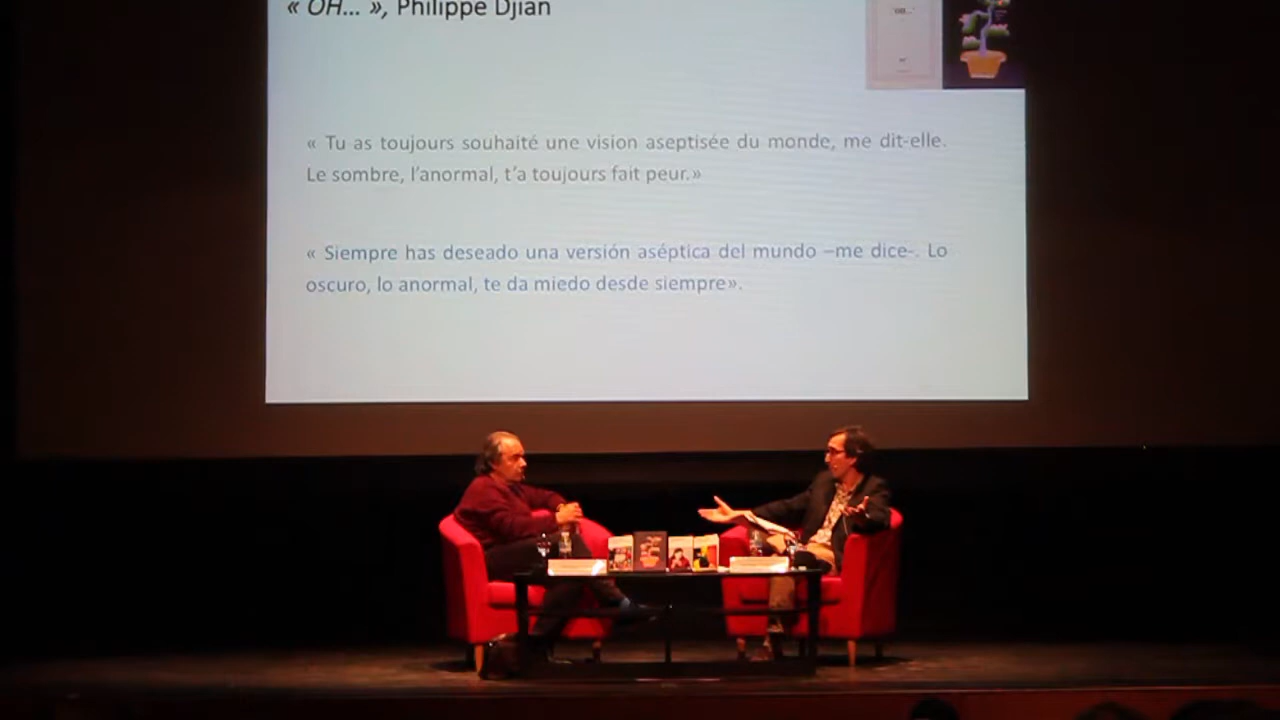 « OH... », Philippe Djian
« Tu as toujours souhaité une vision aseptisée du monde, me dit-elle.
Le sombre, l’anormal, t’a toujours fait peur.»
« Siempre has deseado una versión aséptica del mundo –me dice-. Lo
oscuro, lo anormal, te da miedo desde siempre».